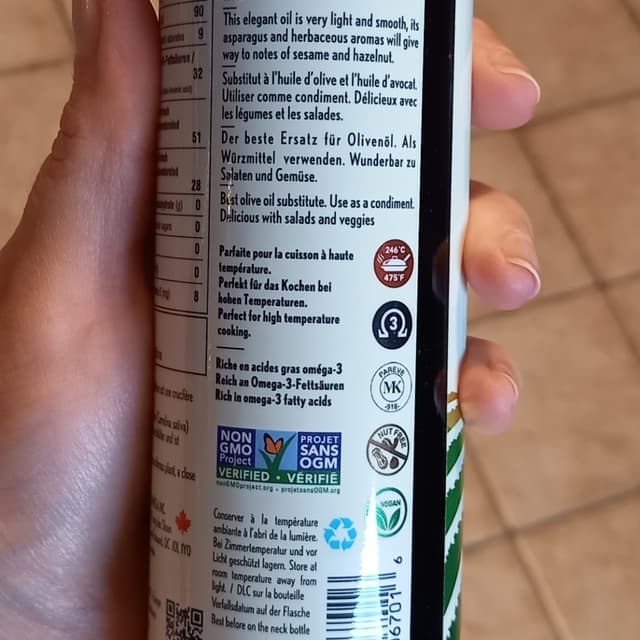 90
9
32
51
28
0
0
0
0
8
This elegant oil is very light and smooth, its
asparagus and herbaceous aromas will give
way to notes of sesame and hazelnut.
Substitut à l'huile d'olive et l'huile d'avocat.
Utiliser comme condiment. Délicieux avec
les légumes et les salades.
Der beste Ersatz für Olivenöl. Als
Würzmittel verwenden. Wunderbar zu
Salaten und Gemüse.
Best olive oil substitute. Use as a condiment.
Delicious with salads and veggies
Parfaite pour la cuisson à haute
température.
Perfekt für das Kochen bei
hohen Temperaturen.
Perfect for high temperature
cooking.
246°C
475°F
3
Riche en acides gras oméga-3
Reich an Omega-3-Fettsäuren
Rich in omega-3 fatty acids
PAREVE
MK
-916-
NON
GMO
Project
VERIFIED
PROJET
SANS
OGM
VÉRIFIÉ
nonGMOproject.org • projetsansOGM.org
NUT FREE
VEGAN
Conserver à la température
ambiante à l'abri de la lumière.
Bei Zimmertemperatur und vor
Licht geschützt lagern. Store at
room temperature away from
light. / DLC sur la bouteille
Verfallsdatum auf der Flasche
Best before on the neck bottle
6701 6